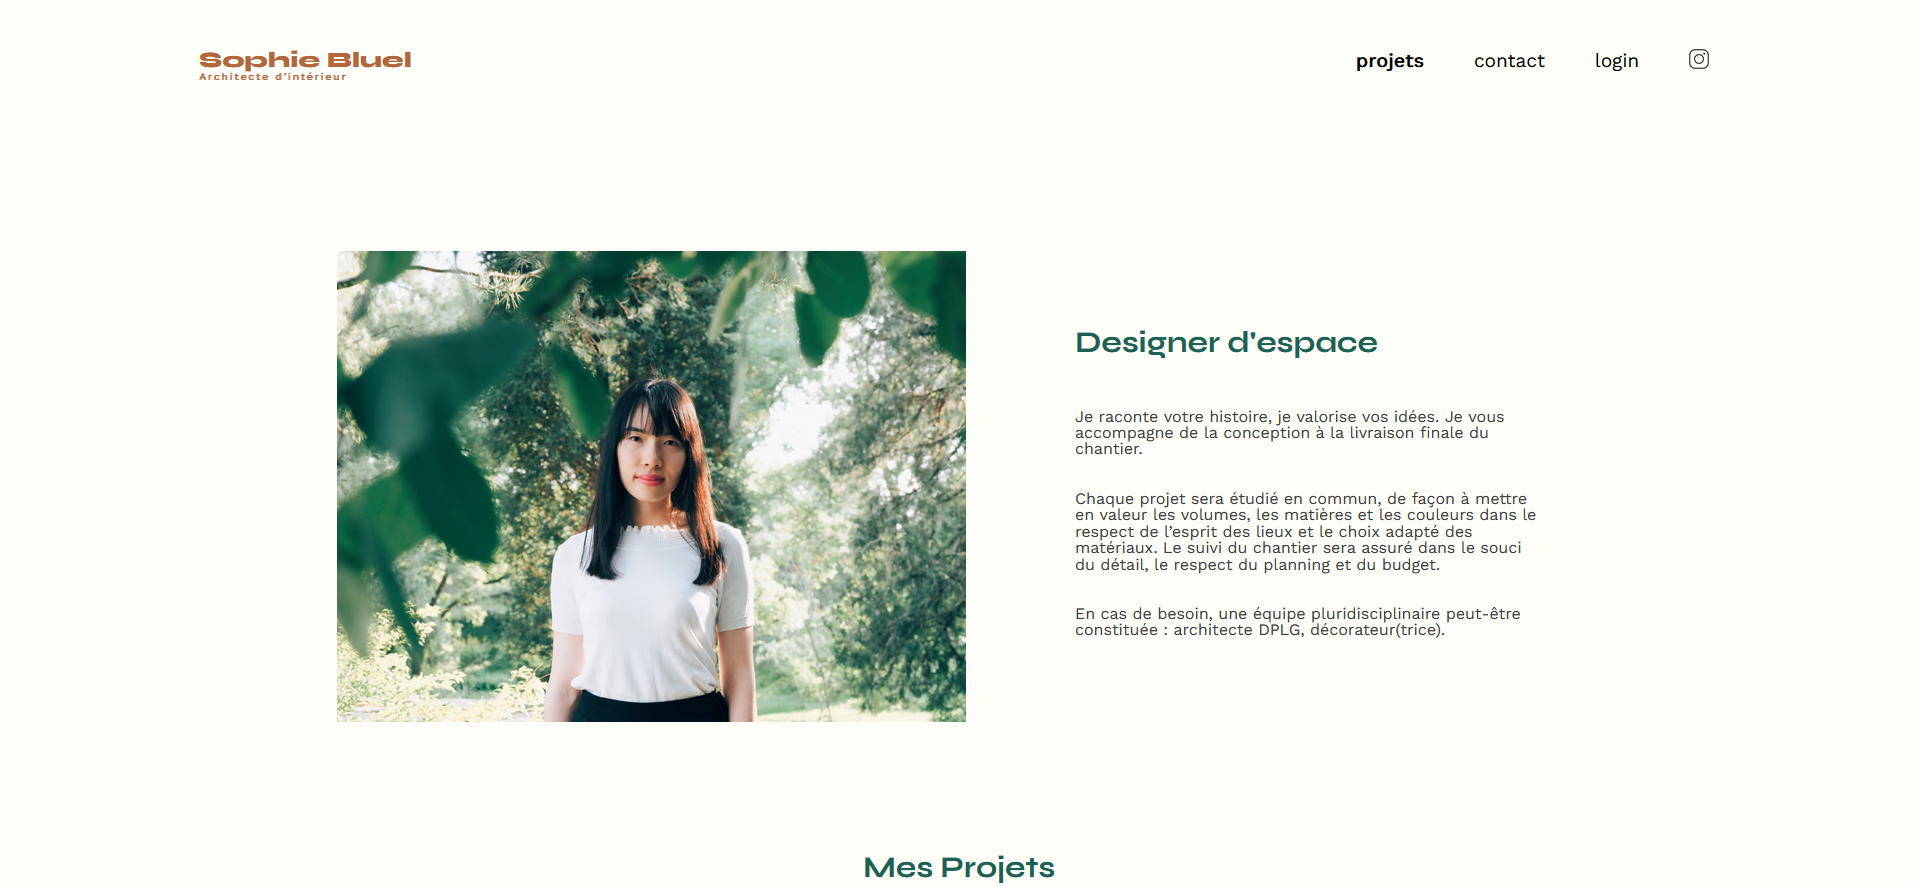 Sophie Bluel
Architecte d'intérieur
projets
contact
login
Designer d'espace
Je raconte votre histoire, je valorise vos idées. Je vous
accompagne de la conception à la livraison finale du
chantier.
Chaque projet sera étudié en commun, de façon à mettre
en valeur les volumes, les matières et les couleurs dans le
respect de l’esprit des lieux et le choix adapté des
matériaux. Le suivi du chantier sera assuré dans le souci
du détail, le respect du planning et du budget.
En cas de besoin, une équipe pluridisciplinaire peut-être
constituée : architecte DPLG, décorateur(trice).
Mes Projets